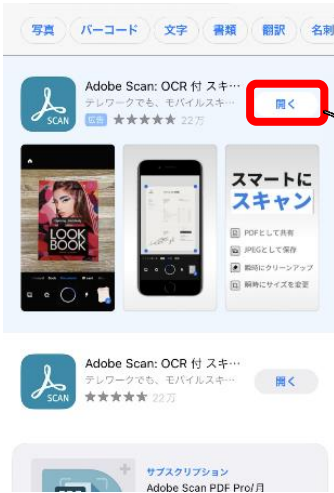 写真 バーコード 文字 書類 翻訳 名刺
Adobe Scan: OCR 付 スキ…
テレワークでも、モバイルスキ…
広告 ★★★★★ 22万
開く
SCAN
LOOK
BOOK
スマートに
スキャン
PDFとして共有
JPEGとして保存
瞬時にクリーンアップ
瞬時にサイズを変更
Adobe Scan: OCR 付 スキ…
テレワークでも、モバイルスキ…
★★★★★ 22万
開く
SCAN
サブスクリプション
Adobe Scan PDF Pro/月